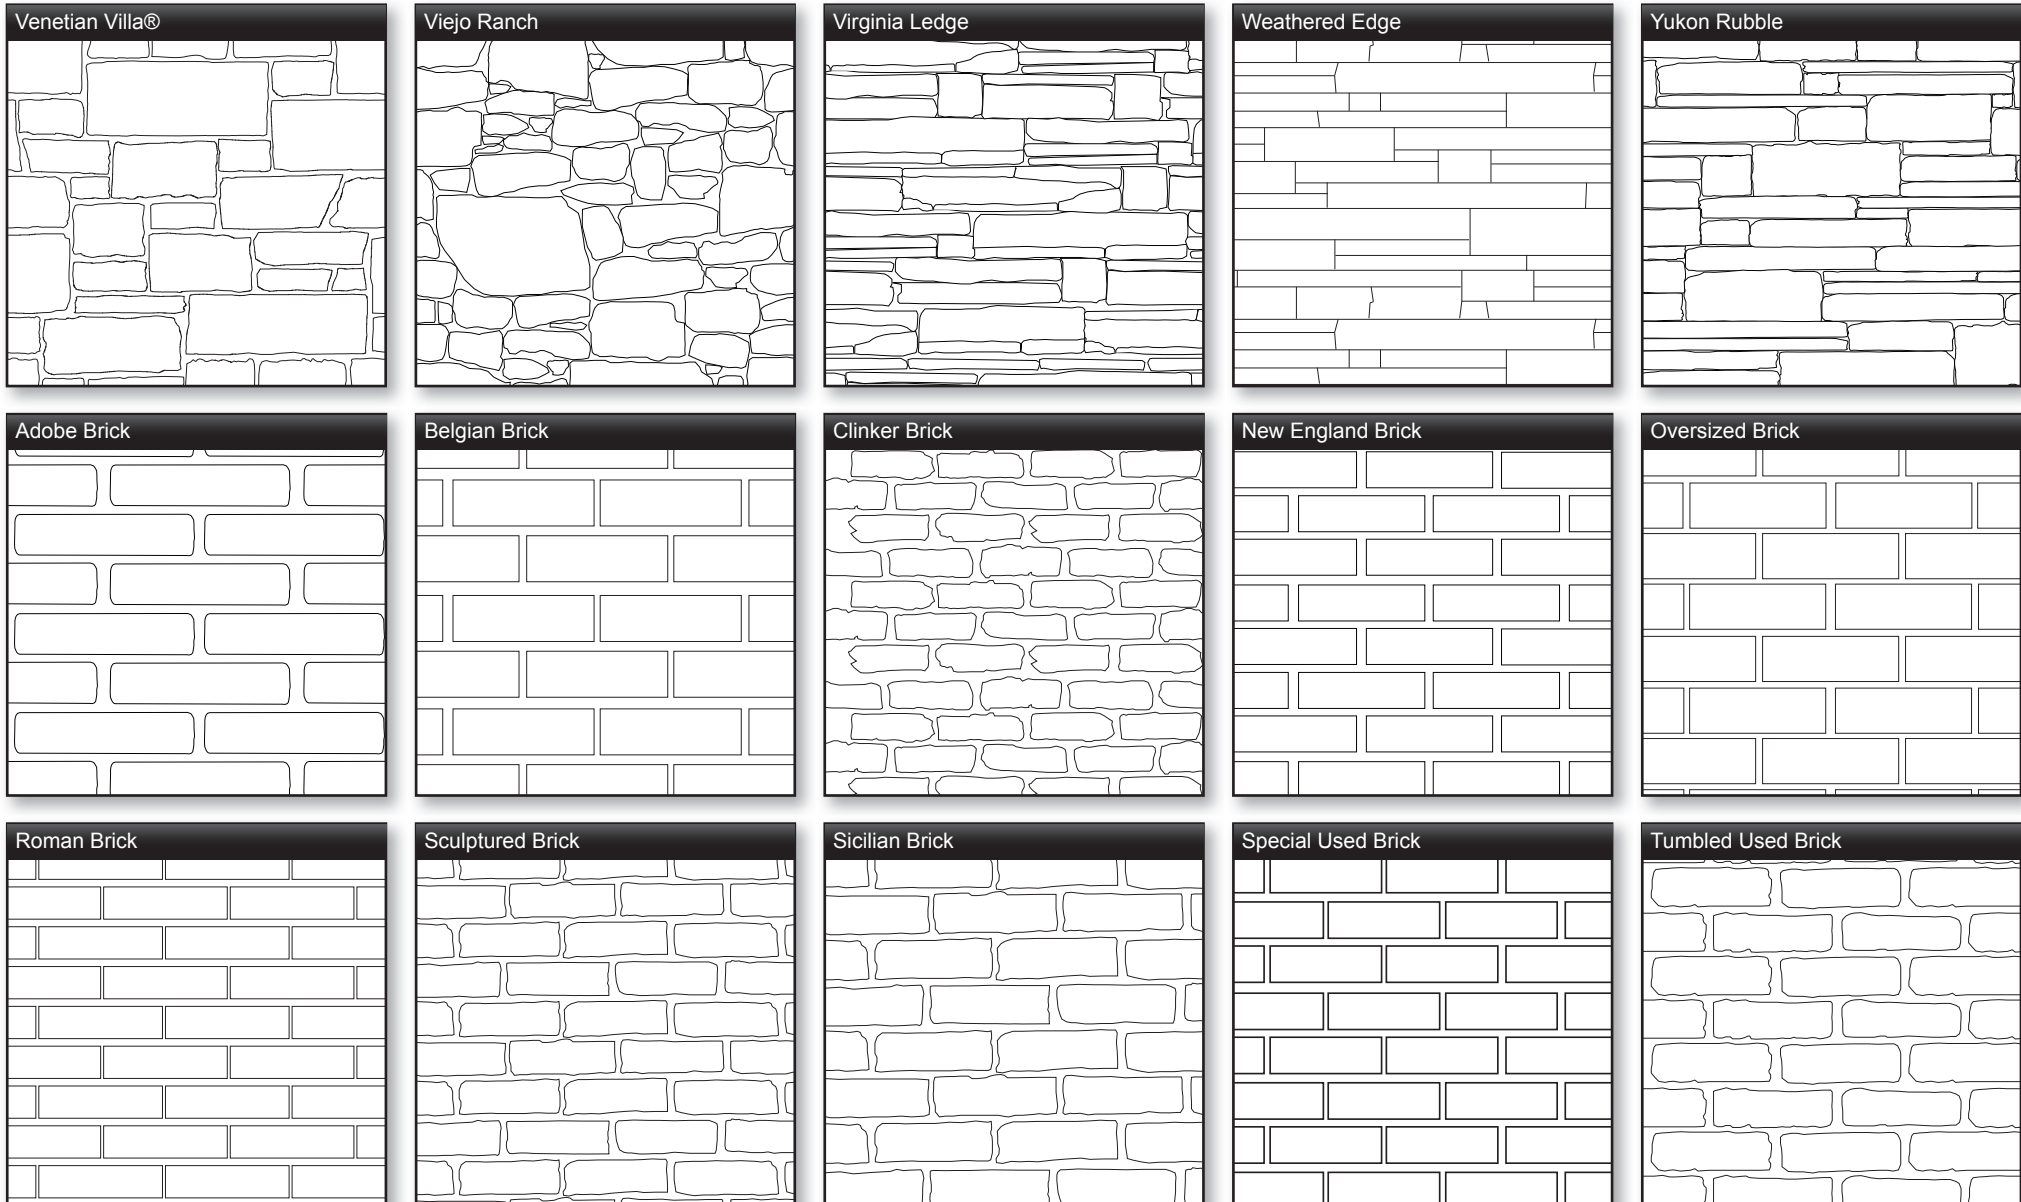 Venetian Villa®
Viejo Ranch
Virginia Ledge
Weathered Edge
Yukon Rubble
Adobe Brick
Belgian Brick
Clinker Brick
New England Brick
Oversized Brick
Roman Brick
Sculptured Brick
Sicilian Brick
Special Used Brick
Tumbled Used Brick